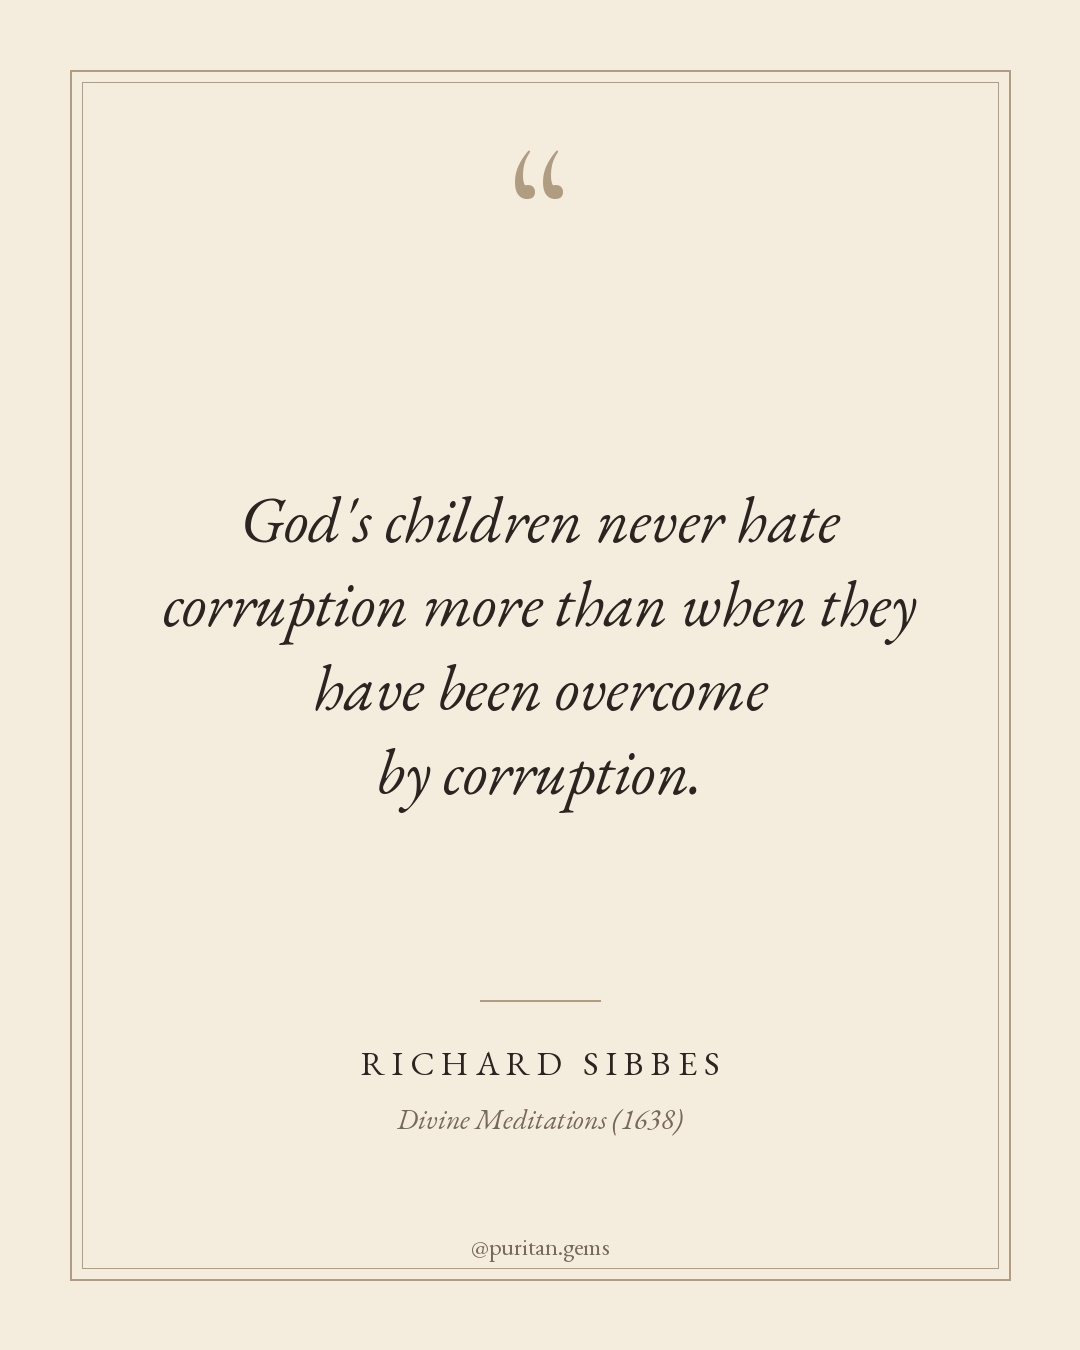 “
God's children never hate
corruption more than when they
have been overcome
by corruption.
RICHARD SIBBES
Divine Meditations (1638)
@puritan.gems